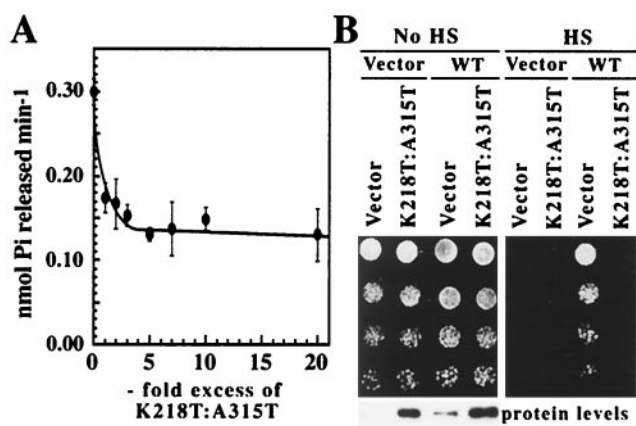 A
nmol Pi released min-1
0.30
0.20
0.10
0.00
0
5
10
15
20
- fold excess of
K218T:A315T
B
No HS
HS
Vector
WT
Vector
WT
Vector
K218T:A315T
Vector
K218T:A315T
Vector
K218T:A315T
Vector
K218T:A315T
protein levels